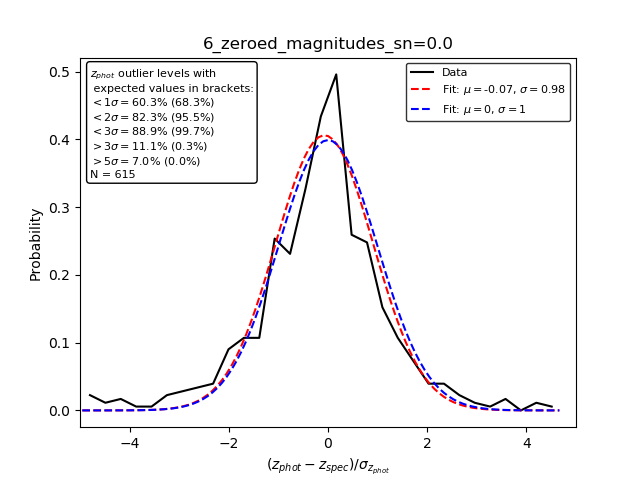 6_zeroed_magnitudes_sn=0.0
z_phot outlier levels with
expected values in brackets:
<1σ=60.3% (68.3%)
<2σ=82.3% (95.5%)
<3σ=88.9% (99.7%)
>3σ=11.1% (0.3%)
>5σ=7.0% (0.0%)
N = 615
Data
Fit: μ=-0.07, σ=0.98
Fit: μ=0, σ=1
Probability
0.5
0.4
0.3
0.2
0.1
0.0
−4 −2 0 2 4
(z_phot − z_spec)/σ_z_phot